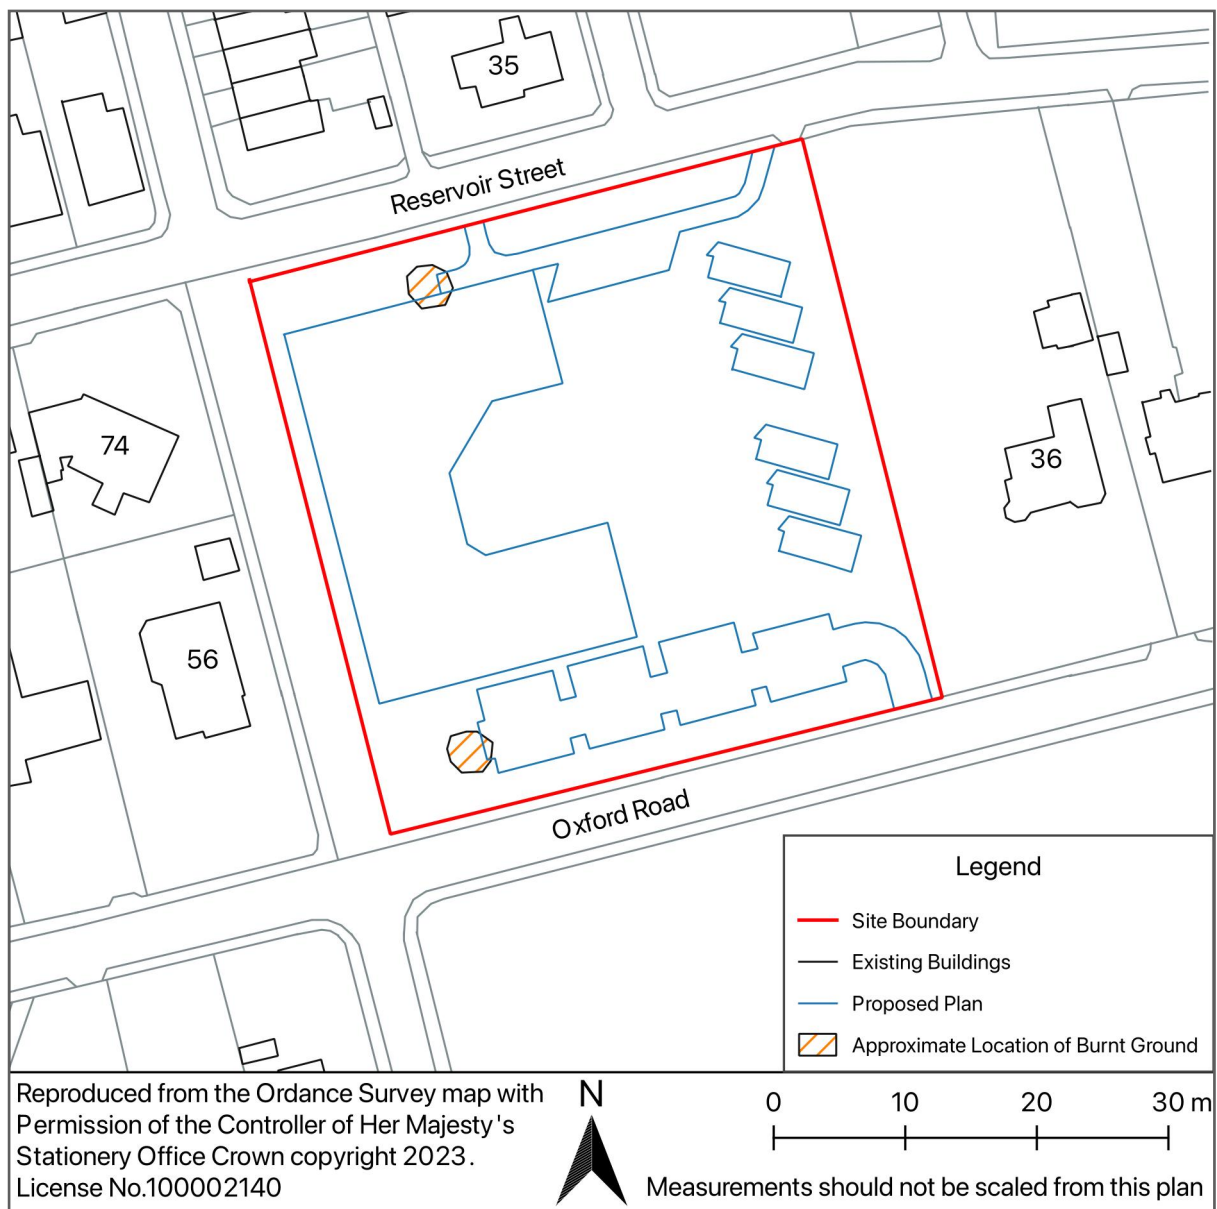 35
Reservoir Street
74
36
56
Oxford Road
Legend
Site Boundary
Existing Buildings
Proposed Plan
Approximate Location of Burnt Ground
Reproduced from the Ordance Survey map with
Permission of the Controller of Her Majesty's
Stationery Office Crown copyright 2023.
License No.100002140
N
0 10 20 30 m
Measurements should not be scaled from this plan